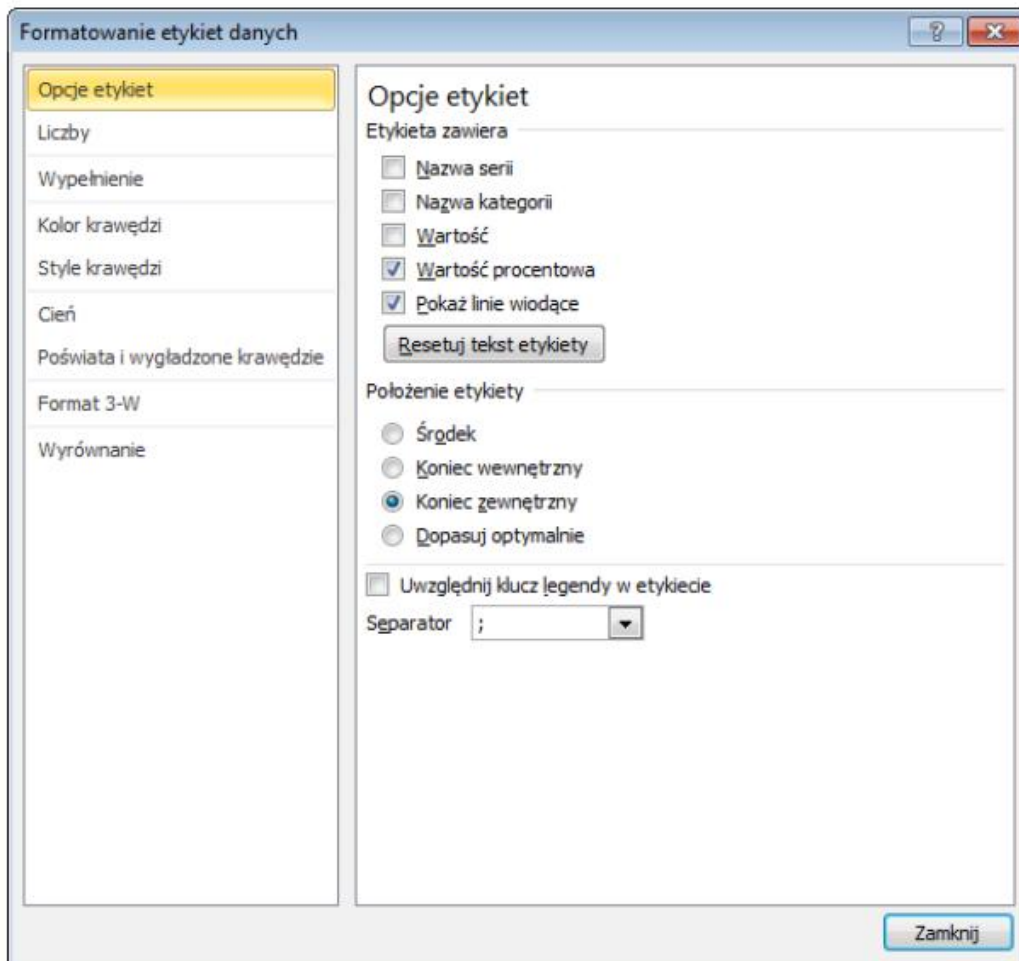 Formatowanie etykiet danych
Opcje etykiet
Liczby
Wypełnienie
Kolor krawędzi
Style krawędzi
Cień
Poświata i wygładzone krawędzie
Format 3-W
Wyrównanie
Opcje etykiet
Etykieta zawiera
Nazwa serii
Nazwa kategorii
Wartość
Wartość procentowa
Pokaż linie wiodące
Resetuj tekst etykiety
Położenie etykiety
Środek
Koniec wewnętrzny
Koniec zewnętrzny
Dopasuj optymalnie
Uwzględnij klucz legendy w etykiecie
Separator ;
Zamknij